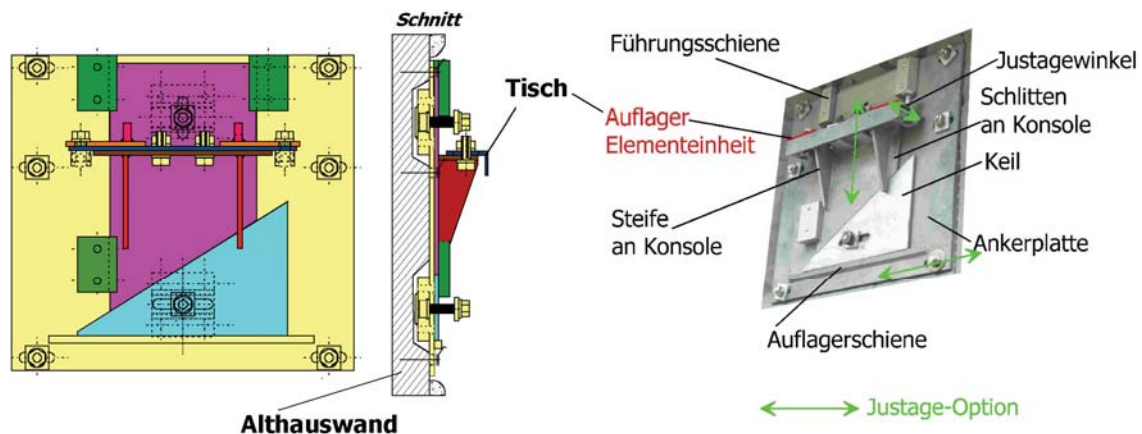 Schnitt
Tisch
Althauswand
Führungsschiene
Justagewinkel
Auflager
Elementeinheit
Schlitten
an Konsole
Keil
Steife
an Konsole
Ankerplatte
Auflagerschiene
Justage-Option